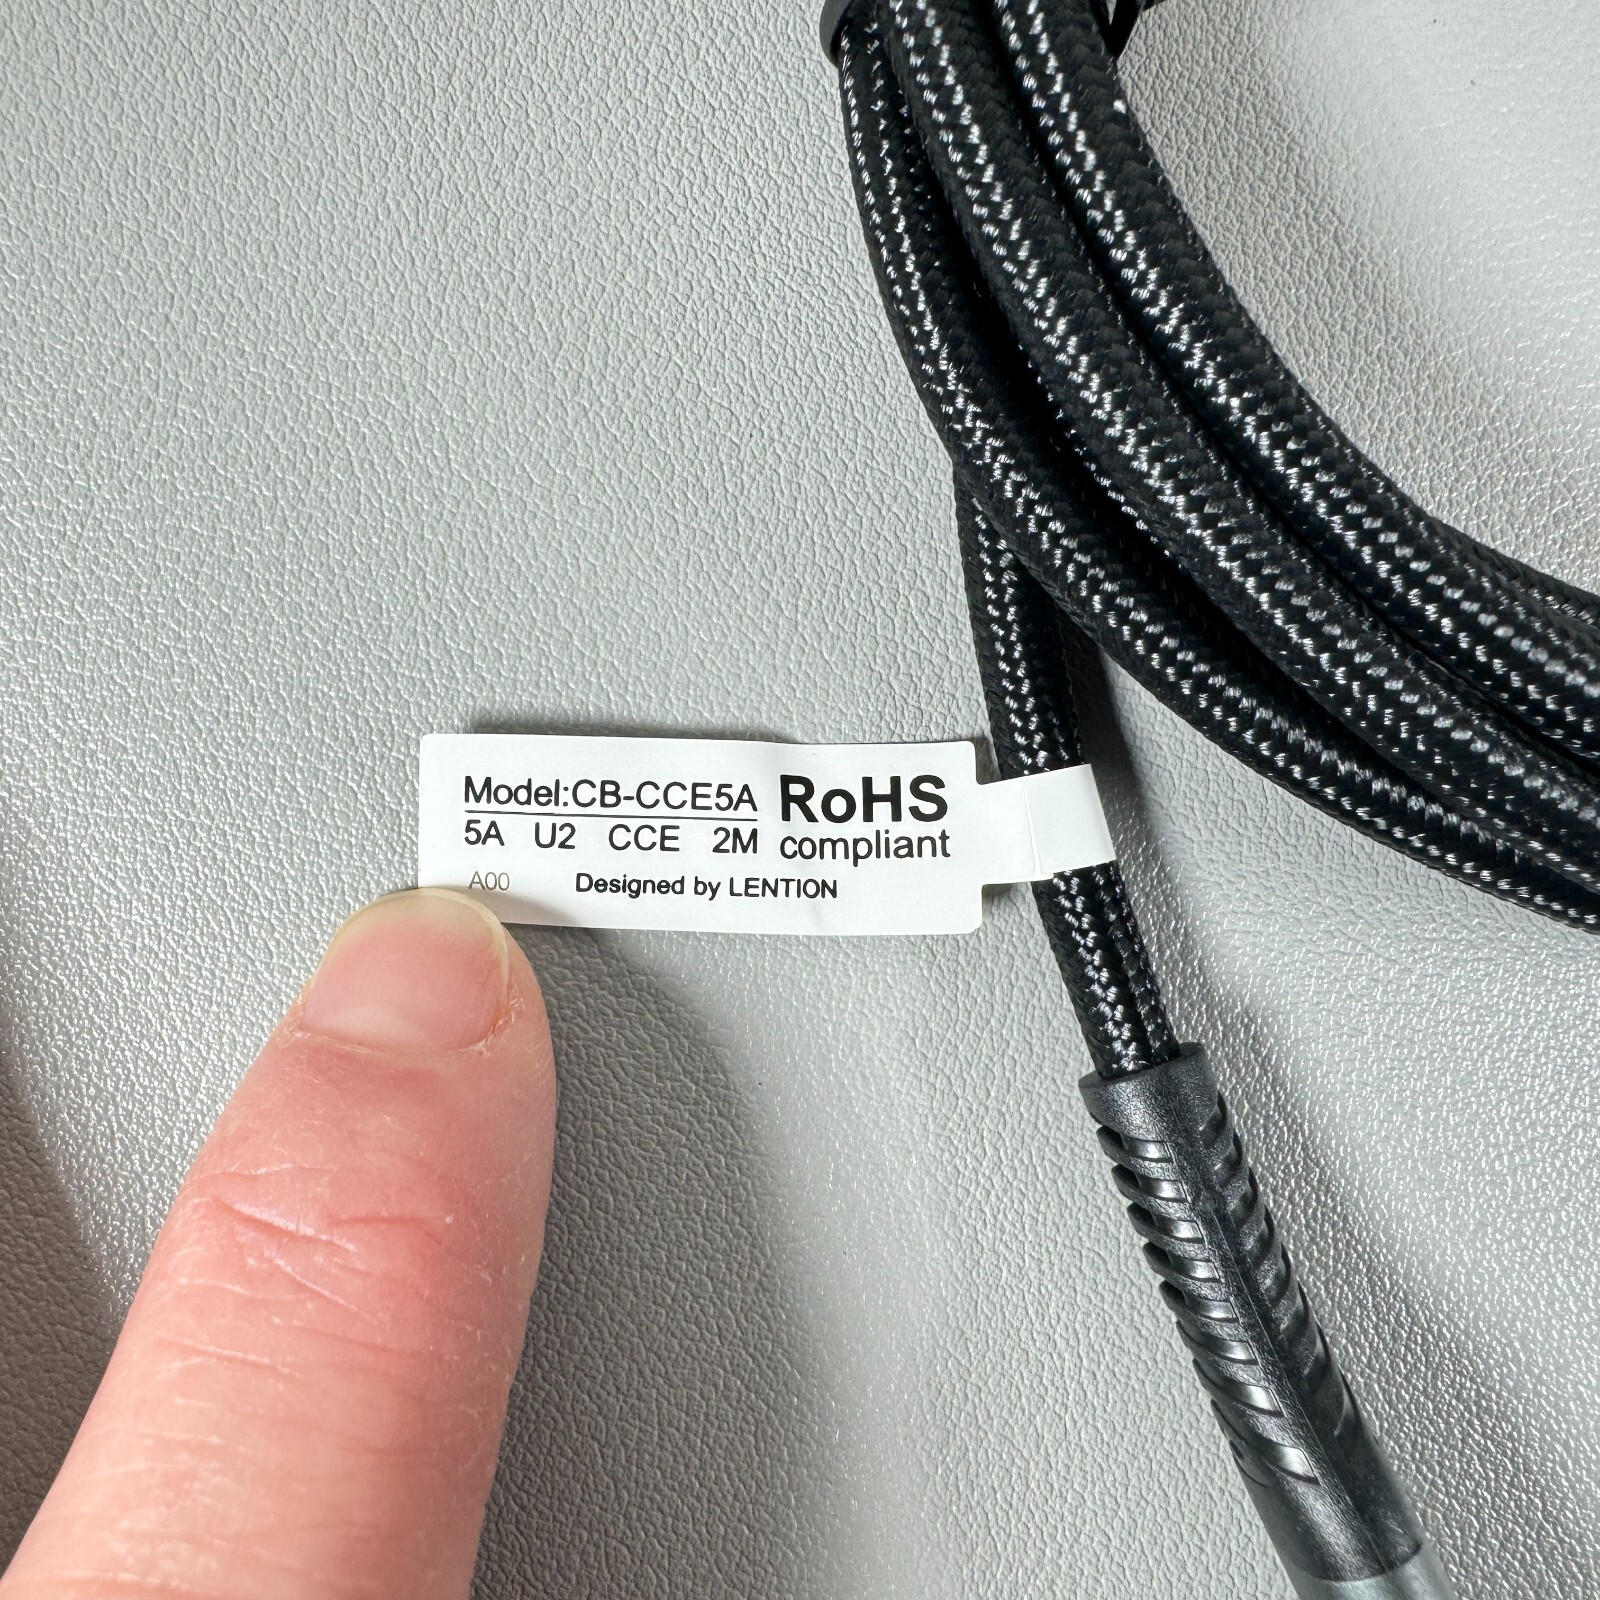 Model:CB-CCE5A RoHS
5A U2 CCE 2M compliant
A00 Designed by LENTION